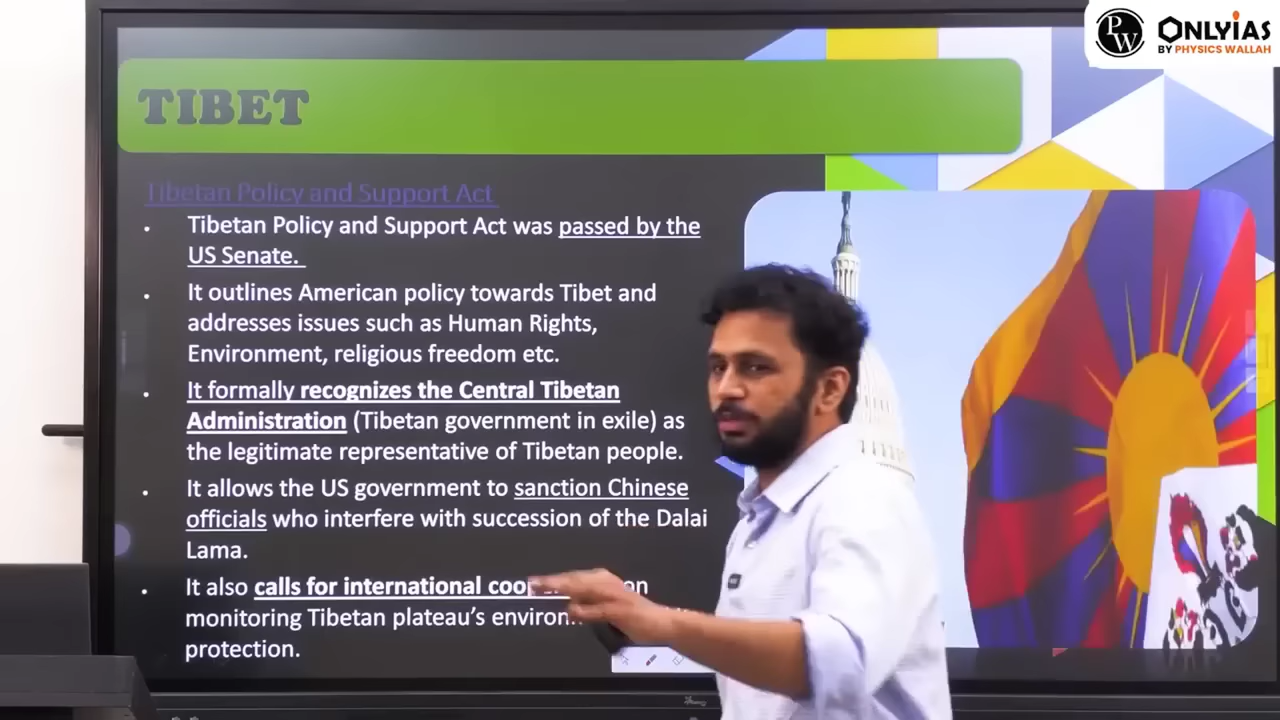 PW
ONLYIAS
BY PHYSICS WALLAH
TIBET
Tibetan Policy and Support Act
Tibetan Policy and Support Act was passed by the
US Senate.
It outlines American policy towards Tibet and
addresses issues such as Human Rights,
Environment, religious freedom etc.
It formally recognizes the Central Tibetan
Administration (Tibetan government in exile) as
the legitimate representative of Tibetan people.
It allows the US government to sanction Chinese
officials who interfere with succession of the Dalai
Lama.
It also calls for international
monitoring Tibetan plateau's
protection.